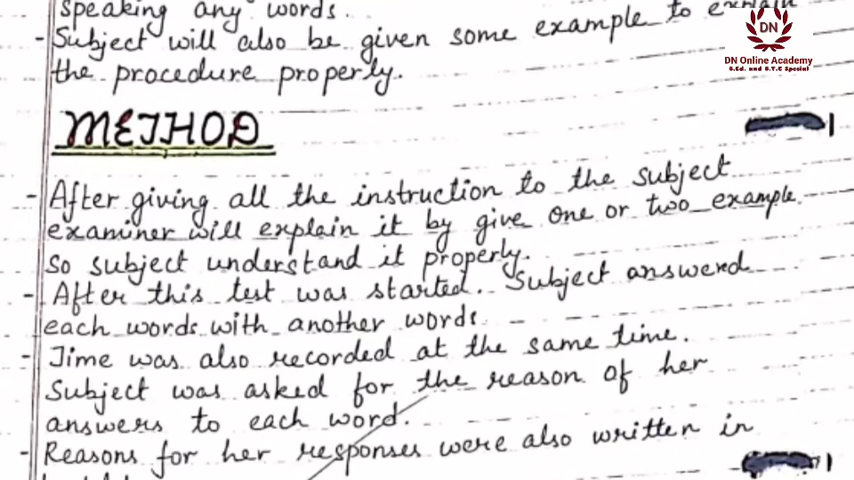 speaking any words.
- Subject will also be given some example to explain
the procedure properly.
DN
DN Online Academy
B.Ed. and B.T.C Special
METHOD
- After giving all the instruction to the subject
examiner will explain it by give one or two example
so subject understand it properly.
- After this test was started. Subject answered
each words with another words
- Time was also recorded at the same time.
Subject was asked for the reason of her
answers to each word.
- Reasons for her responses were also written in